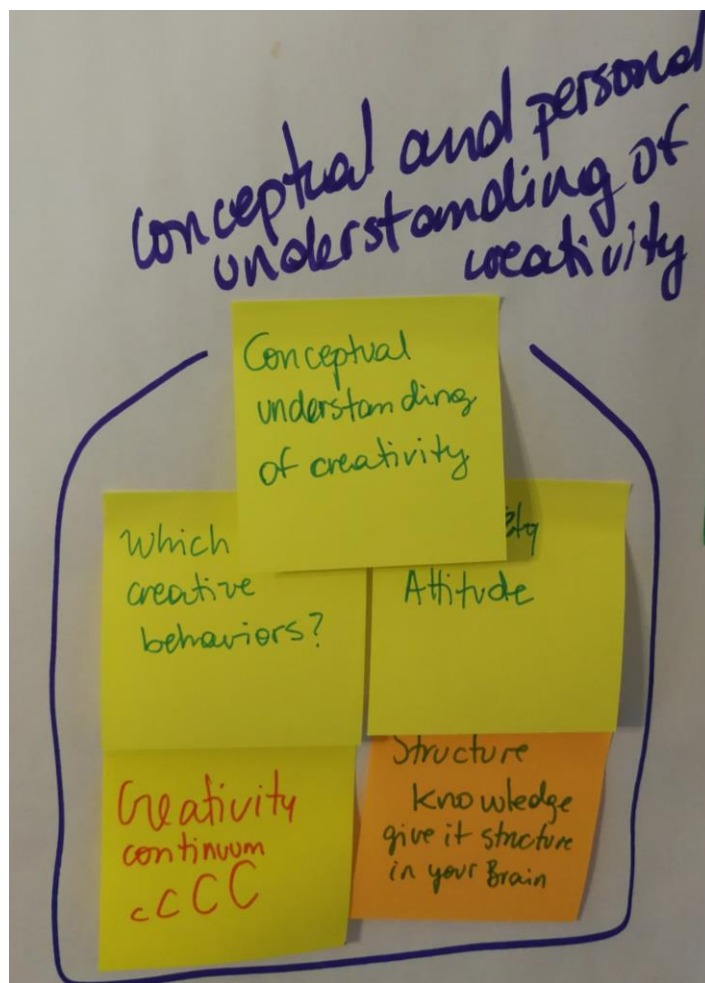 conceptual and personal
understanding of
creativity
Conceptual
understanding
of creativity
Which
creative
behaviors?
Attitude
Creativity
continuum
cCCC
Structure
Knowledge
give it structure
in your Brain